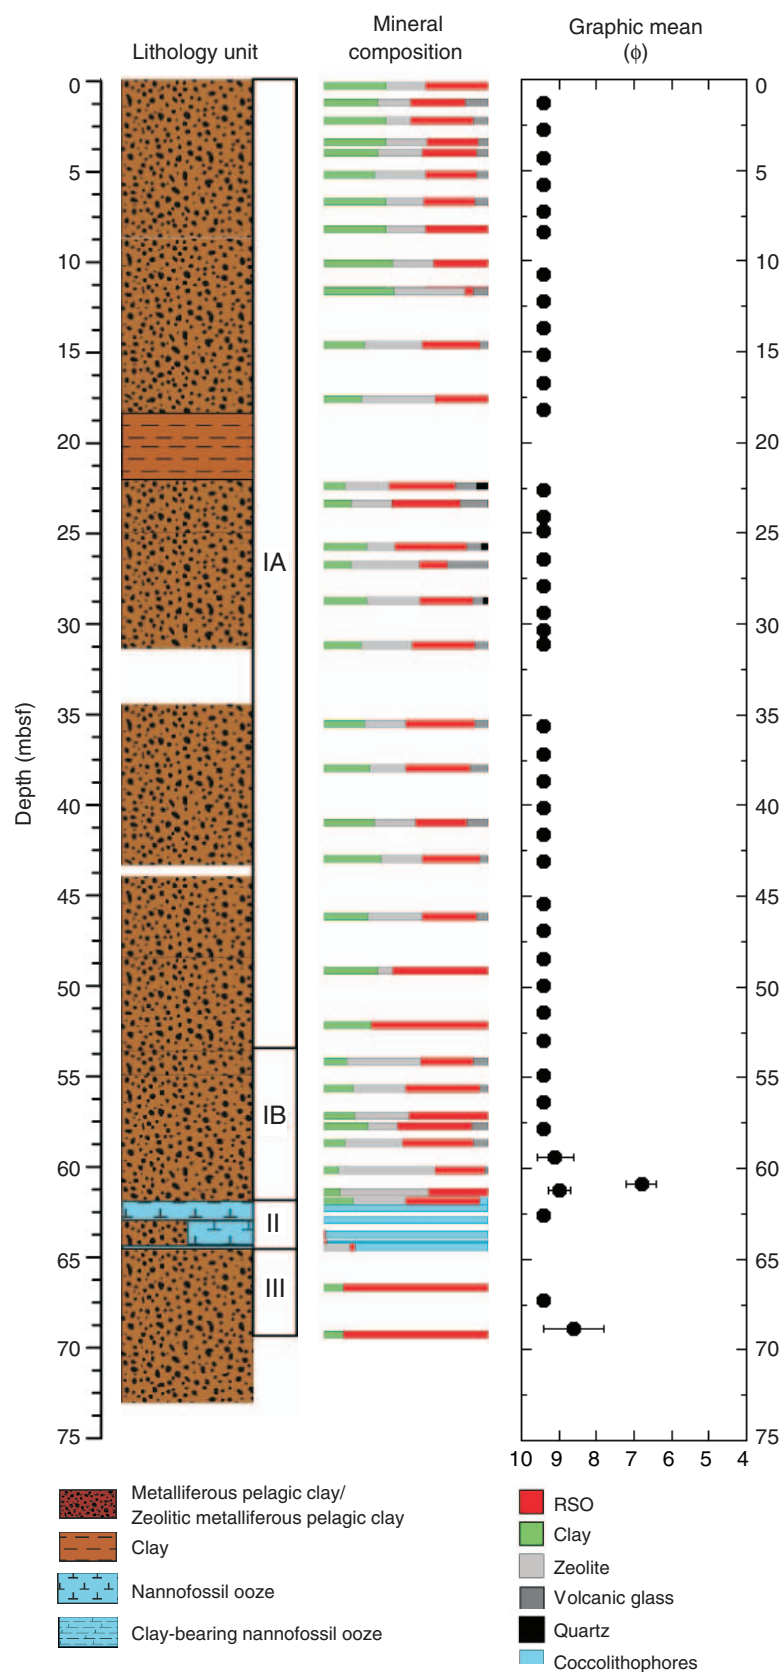 Lithology unit
Mineral
composition
Graphic mean
(ϕ)
Depth (mbsf)
0
5
10
15
20
25
30
35
40
45
50
55
60
65
70
75
IA
IB
II
III
0
5
10
15
20
25
30
35
40
45
50
55
60
65
70
75
10 9 8 7 6 5 4
Metalliferous pelagic clay/
Zeolitic metalliferous pelagic clay
Clay
Nannofossil ooze
Clay-bearing nannofossil ooze
RSO
Clay
Zeolite
Volcanic glass
Quartz
Coccolithophores